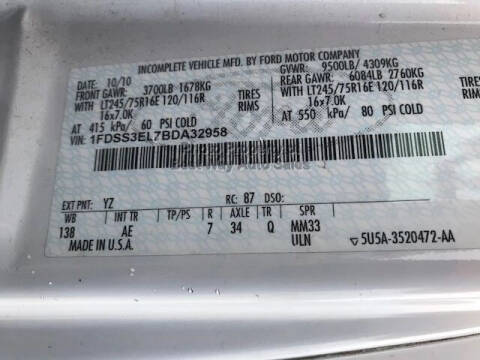 INCOMPLETE VEHICLE MFD. BY FORD MOTOR COMPANY
10/10 GVWR: 9500LB/ 4309KG
FRONT GAWR: 3700LB 1678KG REAR GAWR: 6084LB 2760KG
WITH LT245/75R16E 120/116R TIRES WITH LT245/75R16E 120/116R TIRES
16x7.0K RIMS 16x7.0K RIMS
AT 415 kPa/ 60 PSI COLD AT 550 kPa/ 80 PSI COLD
VIN: 1FDSS3EL7BDA32958
Auto Sales
EXT PNT: YZ RC: 87 DSO:
WB INT TR TP/PS R AXLE TR SPR
138 AE 7 34 Q MM33
MADE IN U.S.A. ULN ▽5U5A-3520472-AA